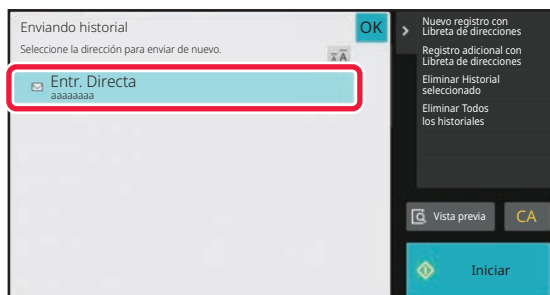 Enviando historial
OK
Seleccione la dirección para enviar de nuevo.
Entr. Directa
aaaaaaaa
Nuevo registro con
Libreta de direcciones
Registro adicional con
Libreta de direcciones
Eliminar Historial
seleccionado
Eliminar Todos
los historiales
Vista previa
CA
Iniciar